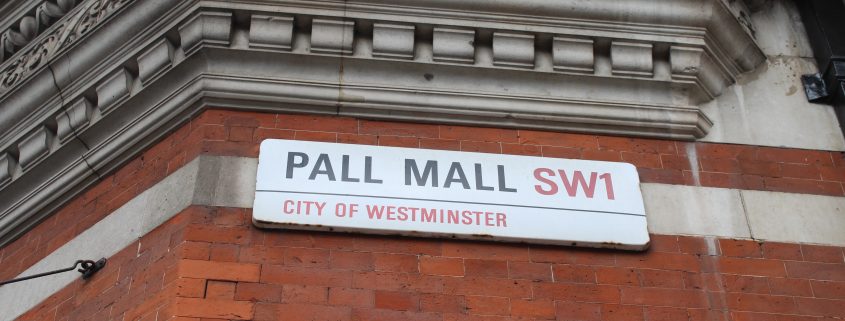 PALL MALL SW1
CITY OF WESTMINSTER